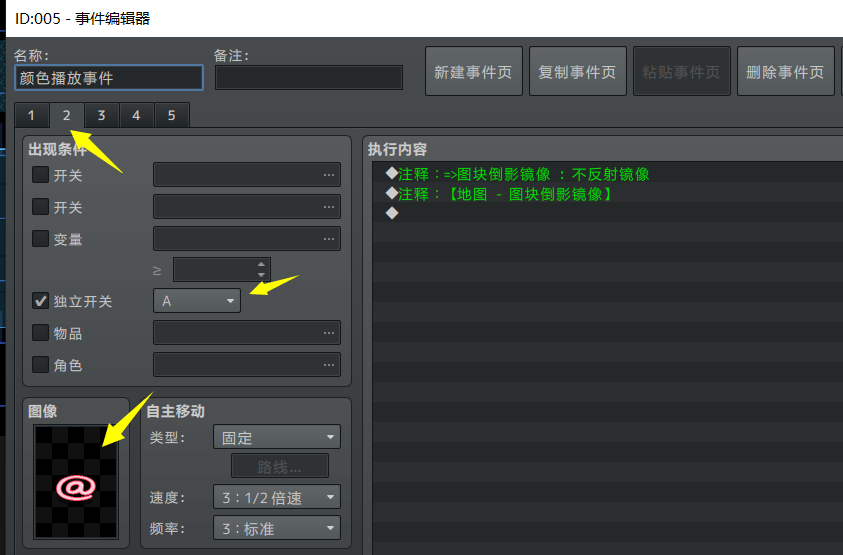 ID:005 - 事件编辑器
名称:
备注:
颜色播放事件
新建事件页
复制事件页
粘贴事件页
删除事件页
1 2 3 4 5
出现条件
开关 ...
开关 ...
变量 ...
≥
独立开关 A
物品 ...
角色 ...
图像
@
自主移动
类型: 固定
路线...
速度: 3：1/2 倍速
频率: 3：标准
执行内容
◆注释：=>图块倒影镜像 : 不反射镜像
◆注释：【地图 - 图块倒影镜像】
◆